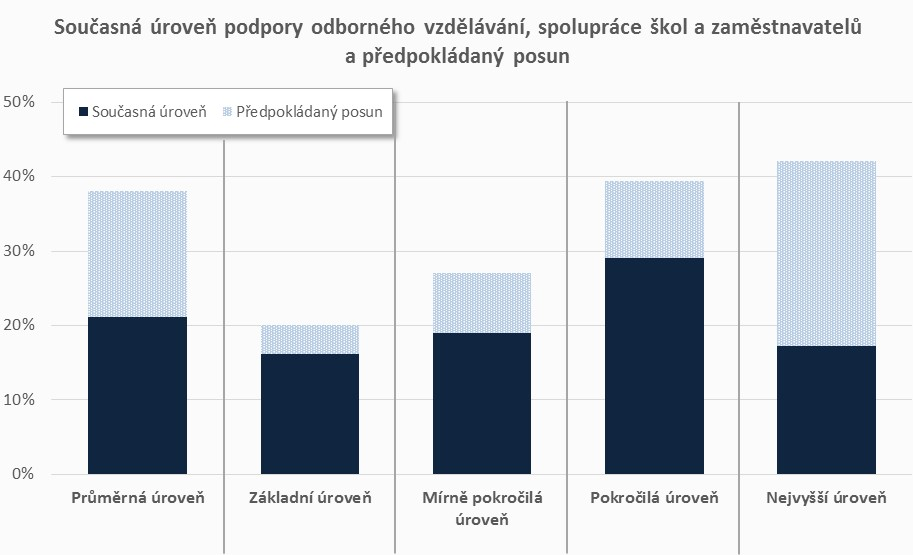 Současná úroveň podpory odborného vzdělávání, spolupráce škol a zaměstnavatelů
a předpokládaný posun
Současná úroveň Předpokládaný posun
50%
40%
30%
20%
10%
0%
Průměrná úroveň Základní úroveň Mírně pokročilá Pokročilá úroveň Nejvyšší úroveň
úroveň